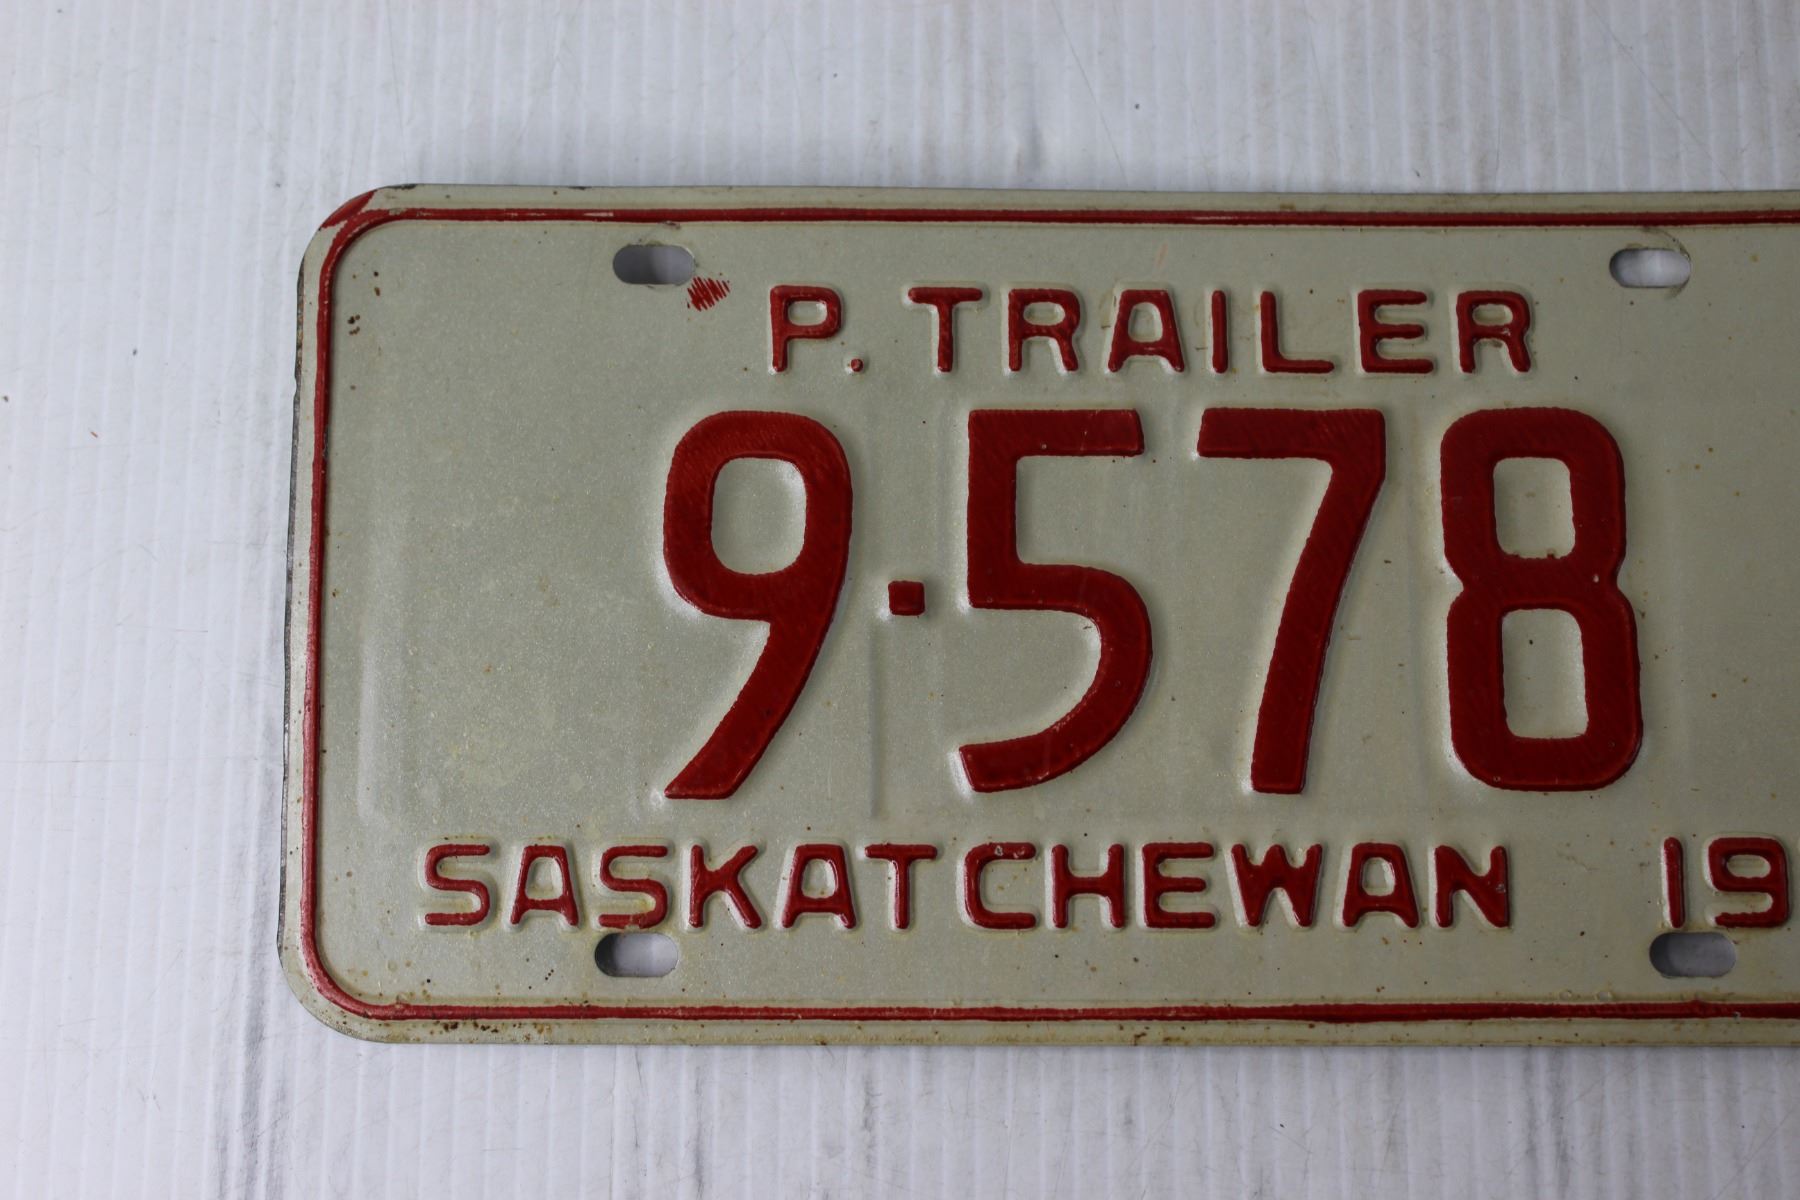 P. TRAILER
9·578
SASKATCHEWAN 19